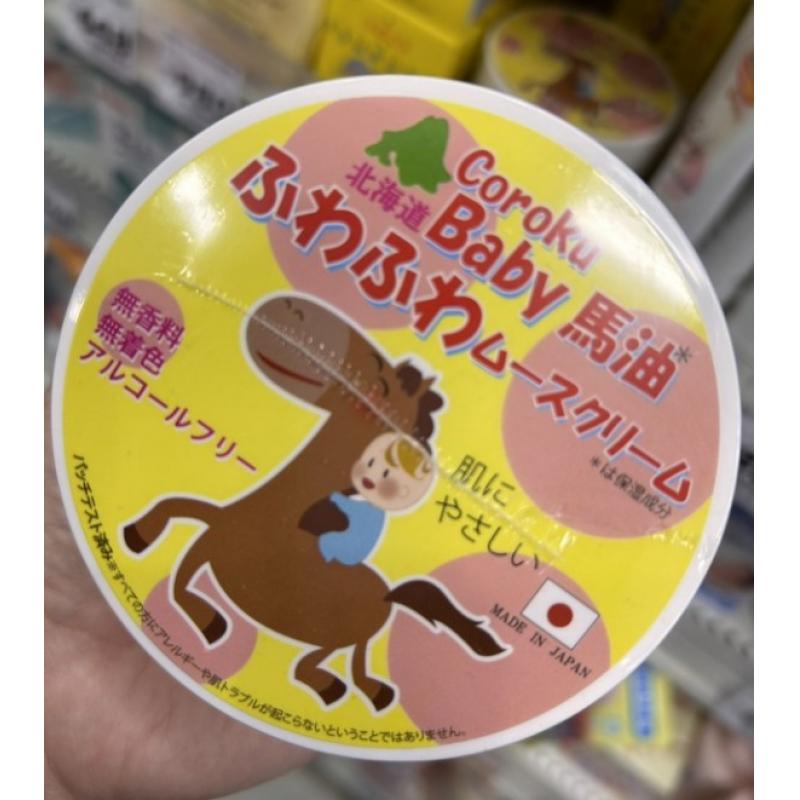 Coroku
北海道 Baby 馬油*
ふわふわムースクリーム
*は保湿成分
無香料
無着色
アルコールフリー
肌に
やさしい
MADE IN JAPAN
パッチテスト済み※すべての方にアレルギーや肌トラブルが起こらないということではありません。